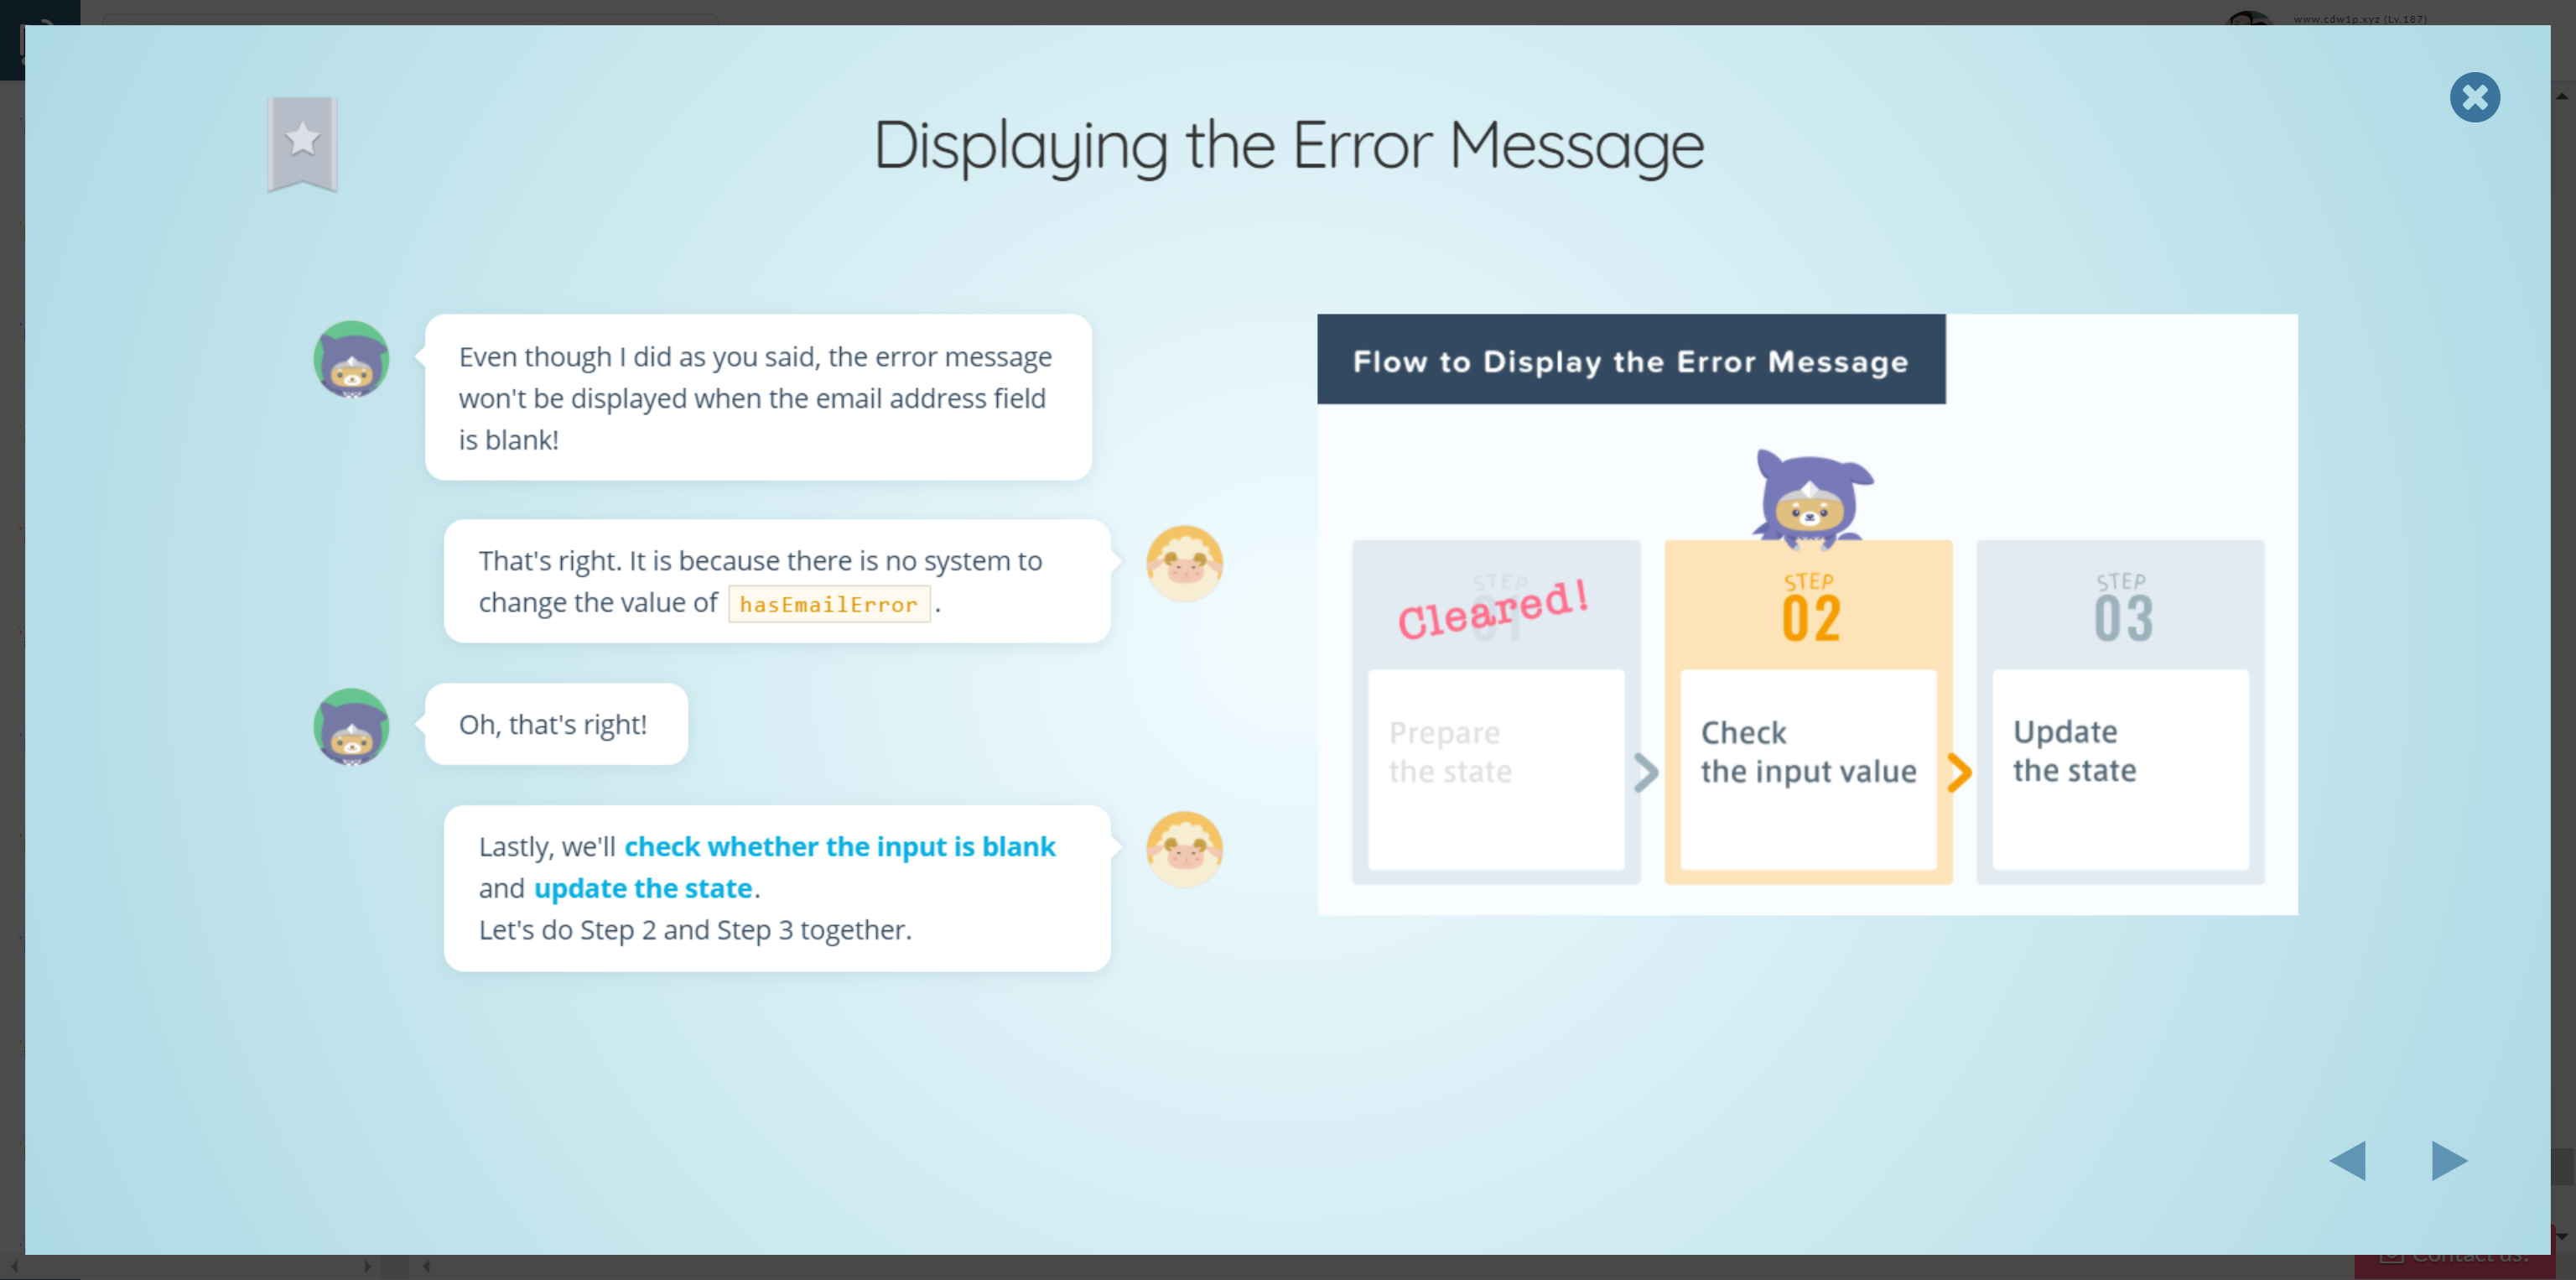 www.cdw1p.xyz (Lv.187)
Displaying the Error Message
Even though I did as you said, the error message
won't be displayed when the email address field
is blank!
That's right. It is because there is no system to
change the value of hasEmailError .
Oh, that's right!
Lastly, we'll check whether the input is blank
and update the state.
Let's do Step 2 and Step 3 together.
Flow to Display the Error Message
STEP
01
Cleared!
Prepare
the state
STEP
02
Check
the input value
STEP
03
Update
the state
Contact us!